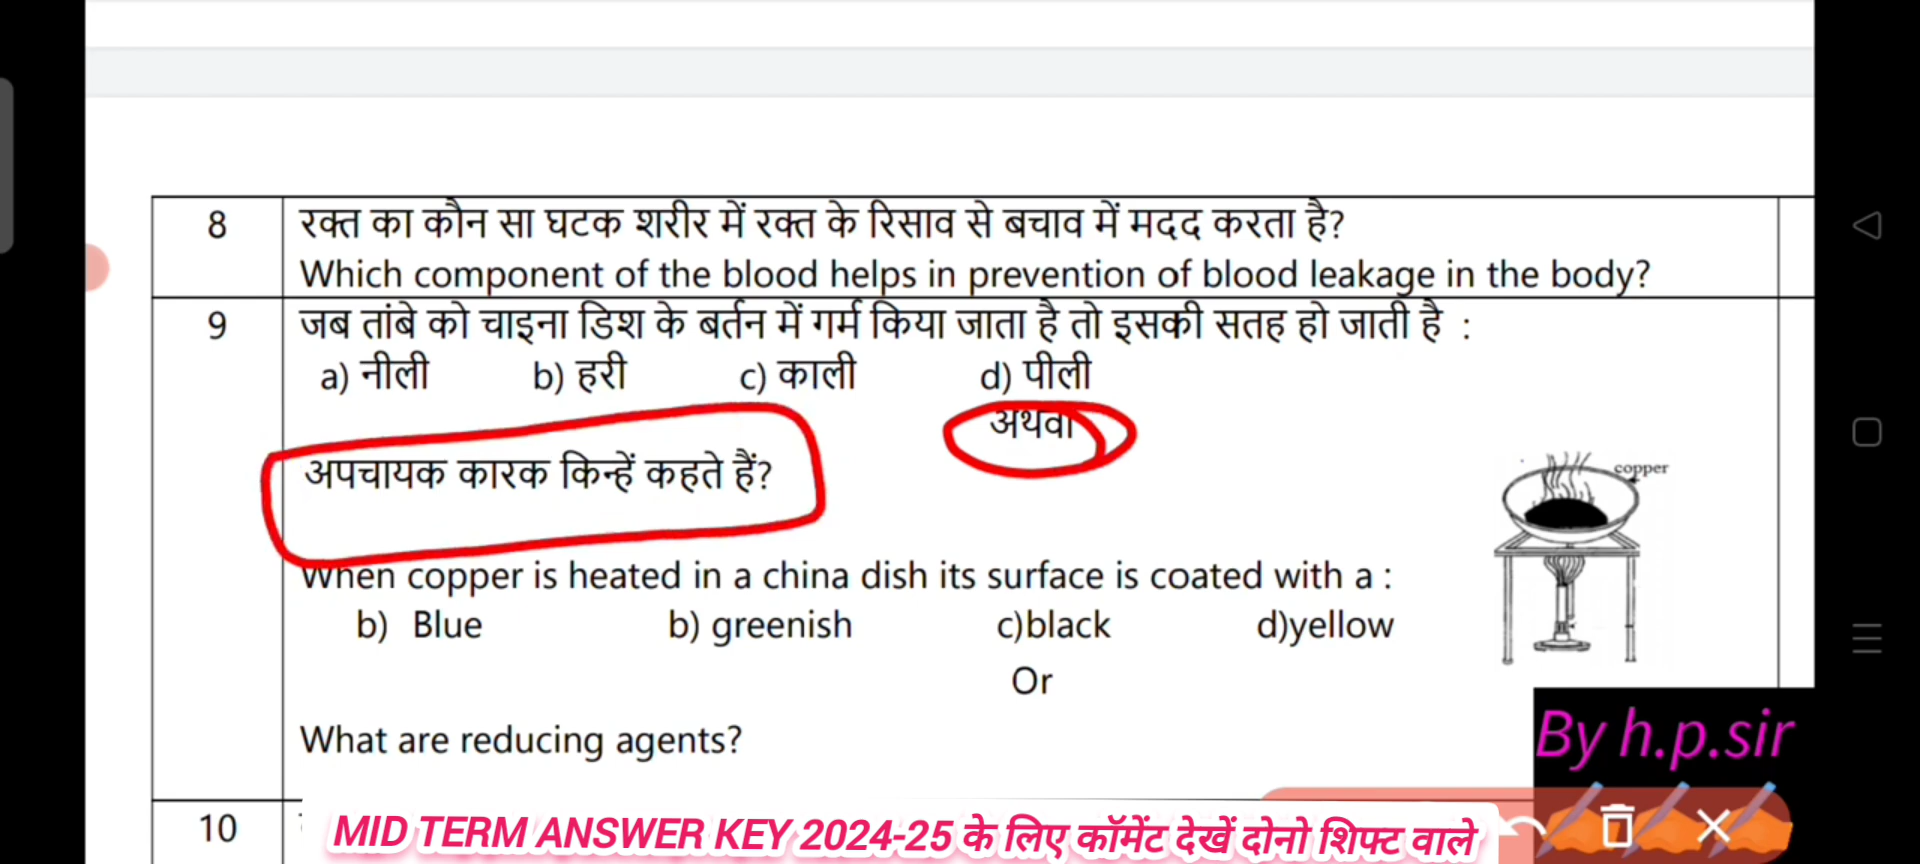 8
रक्त का कौन सा घटक शरीर में रक्त के रिसाव से बचाव में मदद करता है?
Which component of the blood helps in prevention of blood leakage in the body?
9
जब तांबे को चाइना डिश के बर्तन में गर्म किया जाता है तो इसकी सतह हो जाती है :
a) नीली b) हरी c) काली d) पीली
अथवा
अपचायक कारक किन्हें कहते हैं?
copper
When copper is heated in a china dish its surface is coated with a :
b) Blue b) greenish c)black d)yellow
Or
What are reducing agents?
By h.p.sir
10
MID TERM ANSWER KEY 2024-25 के लिए कॉमेंट देखें दोनो शिफ्ट वाले